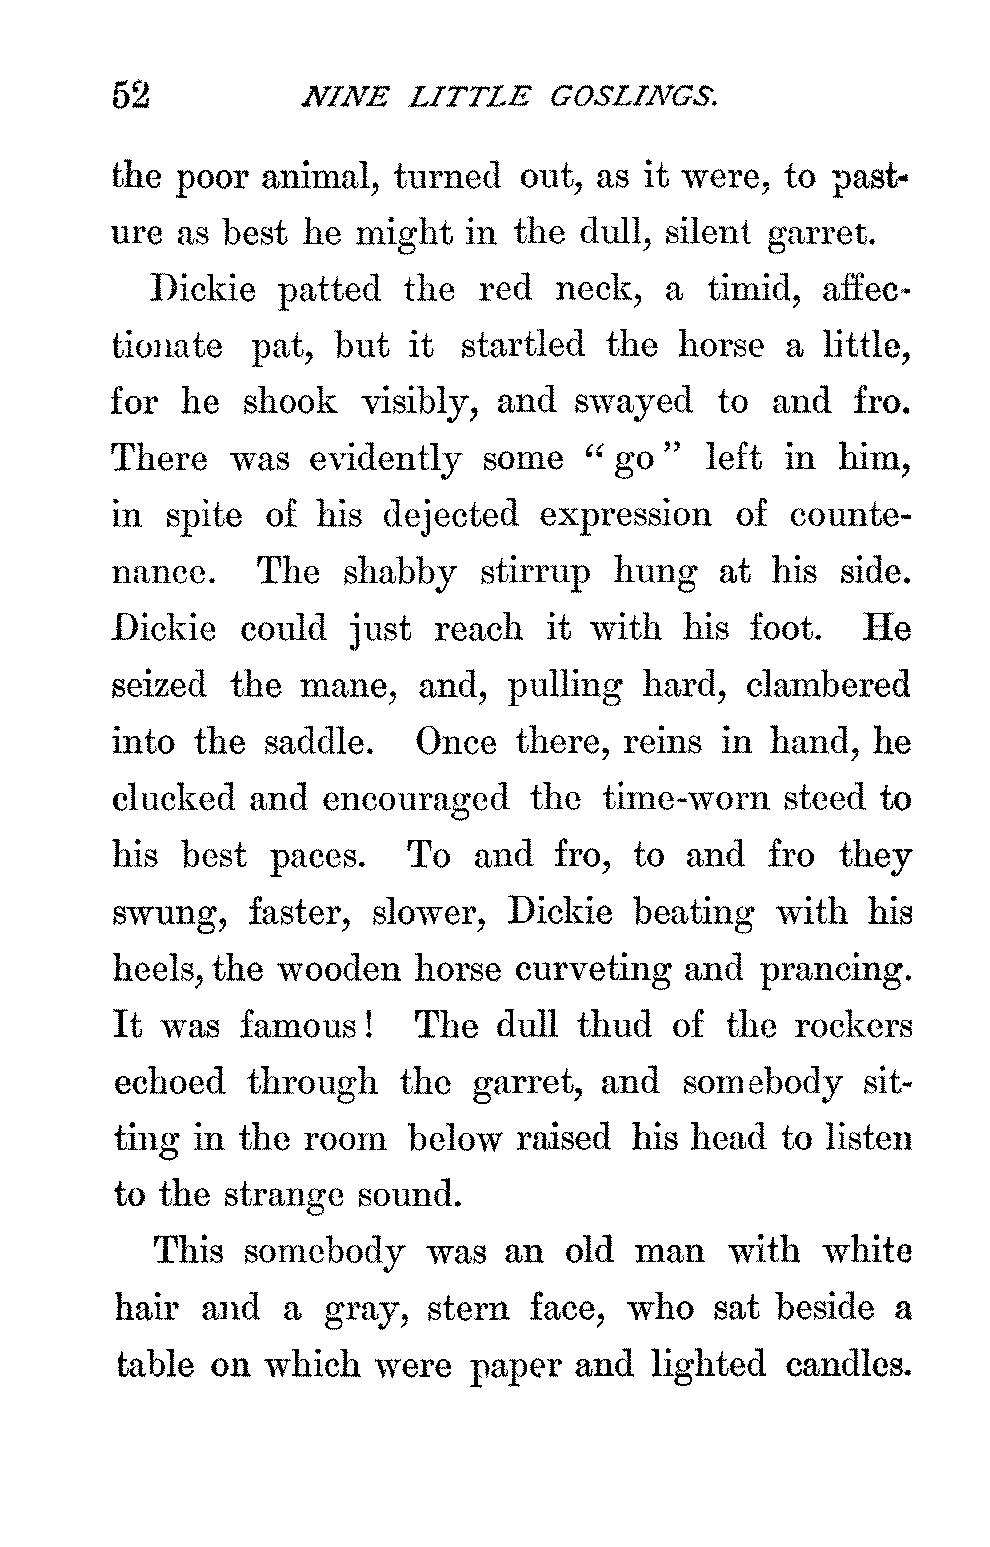 52 NINE LITTLE GOSLINGS.
the poor animal, turned out, as it were, to past-
ure as best he might in the dull, silent garret.
Dickie patted the red neck, a timid, affec-
tionate pat, but it startled the horse a little,
for he shook visibly, and swayed to and fro.
There was evidently some “ go ” left in him,
in spite of his dejected expression of counte-
nance. The shabby stirrup hung at his side.
Dickie could just reach it with his foot. He
seized the mane, and, pulling hard, clambered
into the saddle. Once there, reins in hand, he
clucked and encouraged the time-worn steed to
his best paces. To and fro, to and fro they
swung, faster, slower, Dickie beating with his
heels, the wooden horse curveting and prancing.
It was famous! The dull thud of the rockers
echoed through the garret, and somebody sit-
ting in the room below raised his head to listen
to the strange sound.
This somebody was an old man with white
hair and a gray, stern face, who sat beside a
table on which were paper and lighted candles.